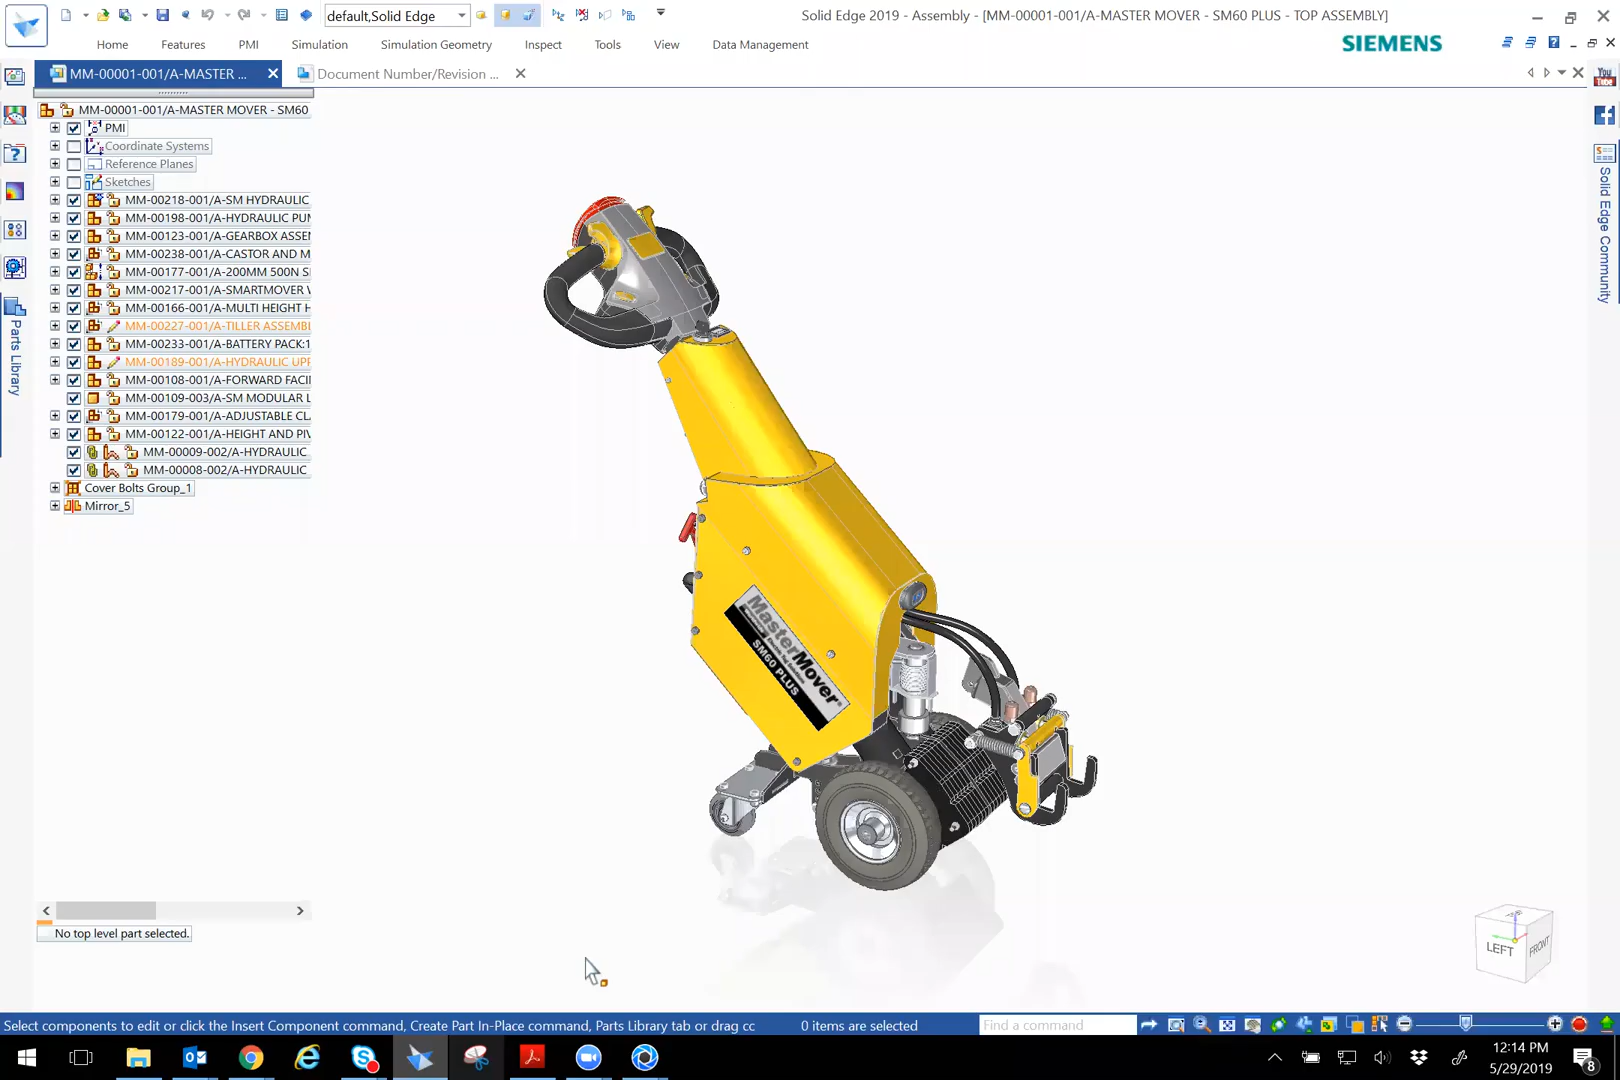 default,Solid Edge
Solid Edge 2019 - Assembly - [MM-00001-001/A-MASTER MOVER - SM60 PLUS - TOP ASSEMBLY]
Home
Features
PMI
Simulation
Simulation Geometry
Inspect
Tools
View
Data Management
SIEMENS
MM-00001-001/A-MASTER ...
Document Number/Revision ...
MM-00001-001/A-MASTER MOVER - SM60
PMI
Coordinate Systems
Reference Planes
Sketches
MM-00218-001/A-SM HYDRAULIC
MM-00198-001/A-HYDRAULIC PUM
MM-00123-001/A-GEARBOX ASSEM
MM-00238-001/A-CASTOR AND M
MM-00177-001/A-200MM 500N S
MM-00217-001/A-SMARTMOVER
MM-00166-001/A-MULTI HEIGHT H
MM-00227-001/A-TILLER ASSEMBL
MM-00233-001/A-BATTERY PACK:1
MM-00189-001/A-HYDRAULIC UPP
MM-00108-001/A-FORWARD FACI
MM-00109-003/A-SM MODULAR L
MM-00179-001/A-ADJUSTABLE CL
MM-00122-001/A-HEIGHT AND PIV
MM-00009-002/A-HYDRAULIC
MM-00008-002/A-HYDRAULIC
Cover Bolts Group_1
Mirror_5
Parts Library
You
Tube
Solid Edge Community
MasterMover
SM60 PLUS
LEFT
FRONT
No top level part selected.
Select components to edit or click the Insert Component command, Create Part In-Place command, Parts Library tab or drag cc
0 items are selected
Find a command
12:14 PM
5/29/2019
8